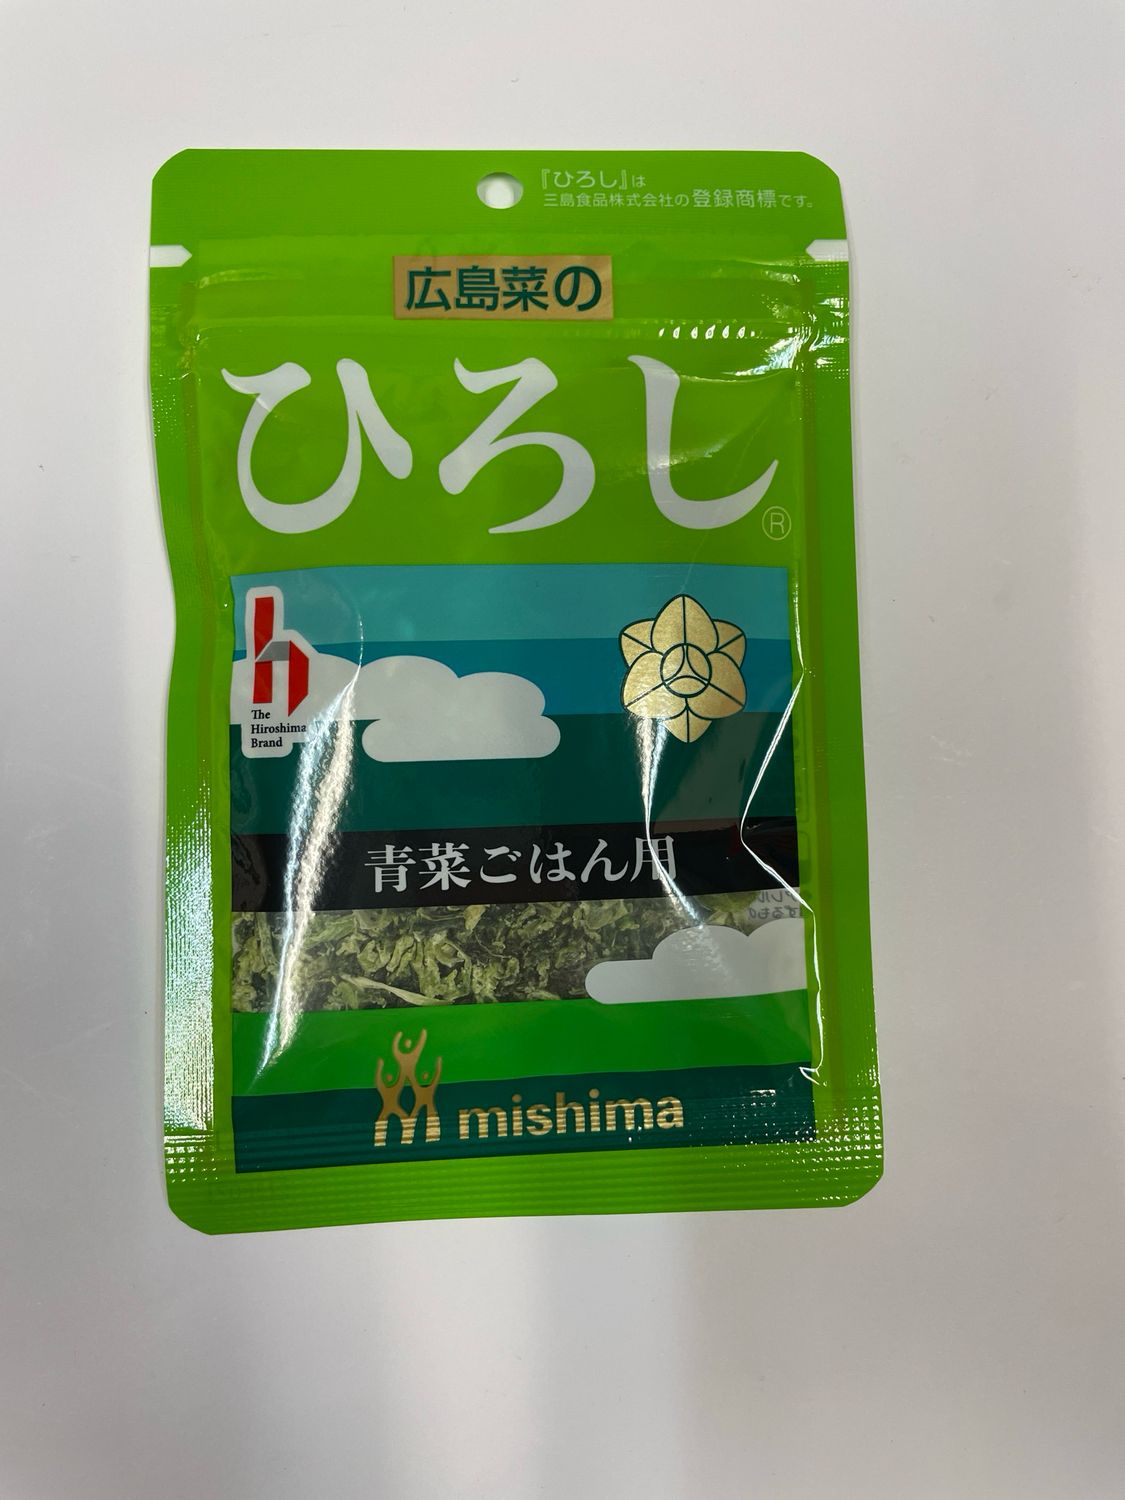 『ひろし』は
三島食品株式会社の登録商標です。
広島菜の
ひろし
®
The
Hiroshima
Brand
青菜ごはん用
mishima